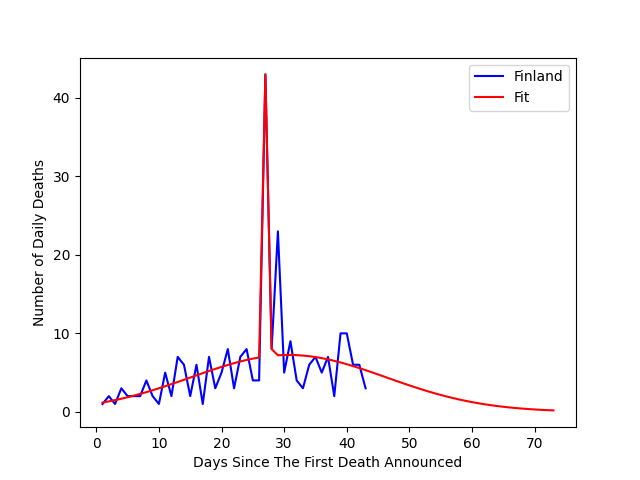 Finland
Fit
40
30
20
10
0
Number of Daily Deaths
0 10 20 30 40 50 60 70
Days Since The First Death Announced